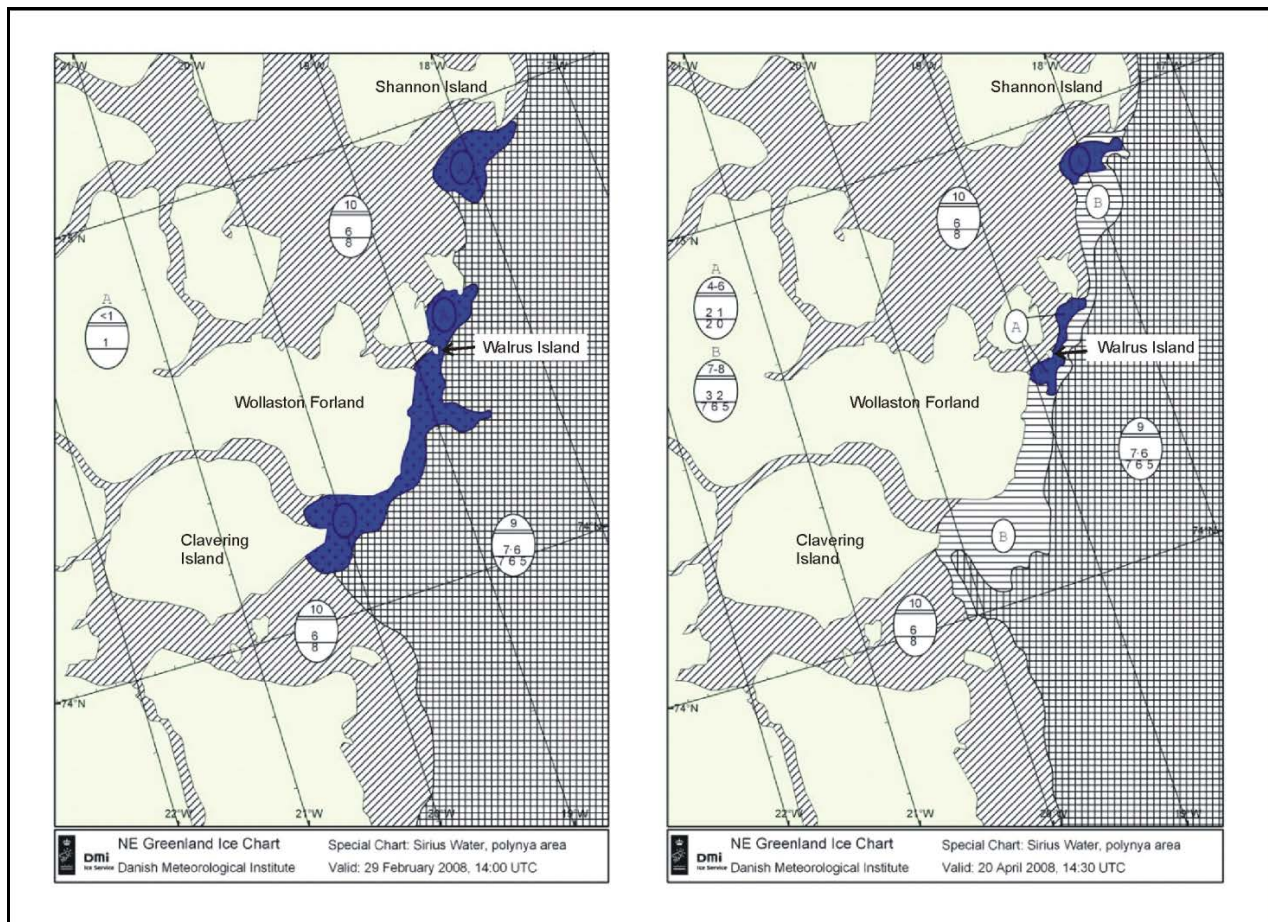 21°W
20°W
19°W
18°W
17°W
Shannon Island
10
6
8
75°N
A
<1
1
Walrus Island
Wollaston Forland
Clavering
Island
74°N
9
7·6
7 6 5
10
6
8
74°N
22°W
21°W
20°W
19°W
DMi
Ice Service
NE Greenland Ice Chart
Danish Meteorological Institute
Special Chart: Sirius Water, polynya area
Valid: 29 February 2008, 14:00 UTC
21°W
20°W
19°W
18°W
17°W
Shannon Island
B
10
6
8
75°N
A
4-6
2 1
2 0
A
Walrus Island
B
7-8
3 2
7 6 5
Wollaston Forland
9
7·6
7 6 5
74°N
B
Clavering
Island
10
6
8
74°N
22°W
21°W
20°W
19°W
DMi
Ice Service
NE Greenland Ice Chart
Danish Meteorological Institute
Special Chart: Sirius Water, polynya area
Valid: 20 April 2008, 14:30 UTC